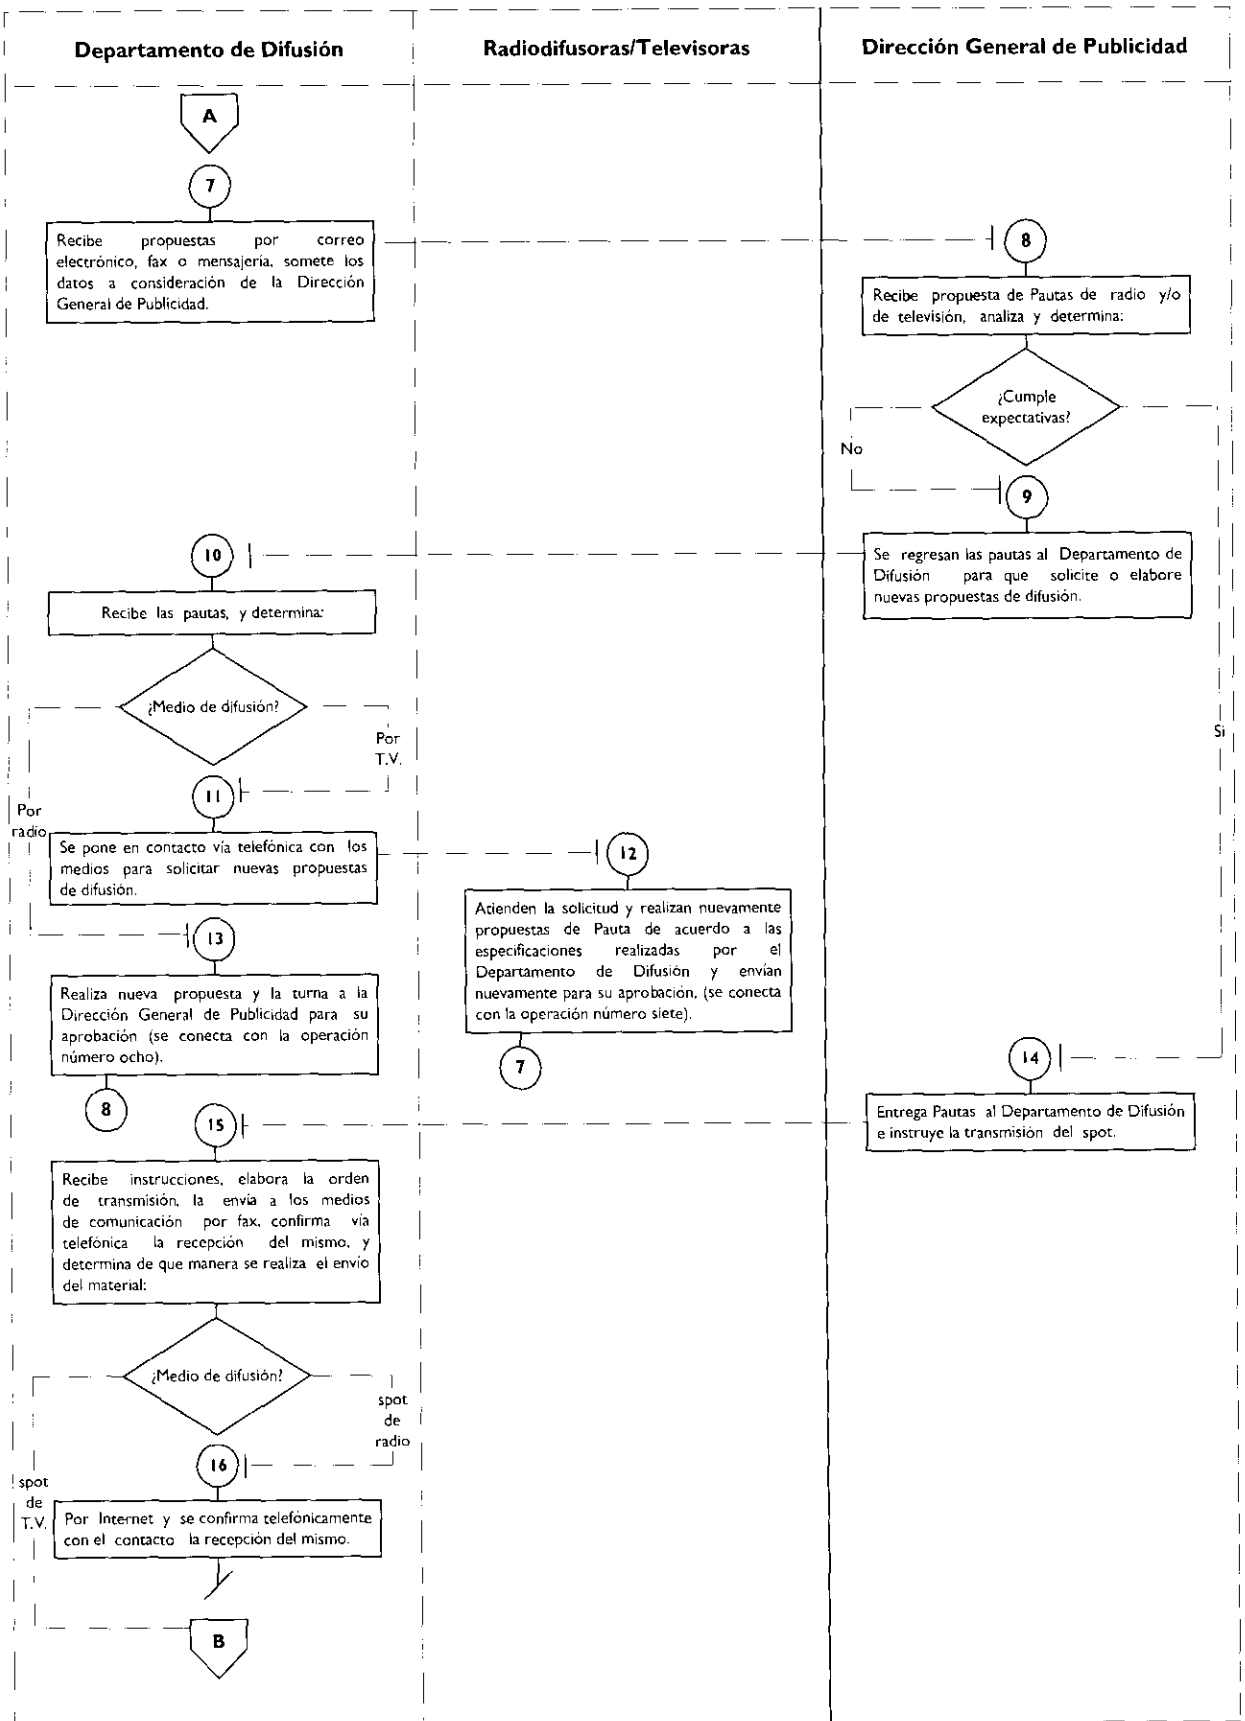 Departamento de Difusión
Radiodifusoras/Televisoras
Dirección General de Publicidad
A
7
Recibe propuestas por correo
electrónico, fax o mensajería, somete los
datos a consideración de la Dirección
General de Publicidad.
8
Recibe propuesta de Pautas de radio y/o
de televisión, analiza y determina:
¿Cumple
expectativas?
No
Si
9
Se regresan las pautas al Departamento de
Difusión para que solicite o elabore
nuevas propuestas de difusión.
10
Recibe las pautas, y determina:
¿Medio de difusión?
Por
T.V.
Por
radio
11
Se pone en contacto vía telefónica con los
medios para solicitar nuevas propuestas
de difusión.
12
Atienden la solicitud y realizan nuevamente
propuestas de Pauta de acuerdo a las
especificaciones realizadas por el
Departamento de Difusión y envían
nuevamente para su aprobación, (se conecta
con la operación número siete).
7
13
Realiza nueva propuesta y la turna a la
Dirección General de Publicidad para su
aprobación (se conecta con la operación
número ocho).
8
14
Entrega Pautas al Departamento de Difusión
e instruye la transmisión del spot.
15
Recibe instrucciones, elabora la orden
de transmisión, la envía a los medios
de comunicación por fax, confirma vía
telefónica la recepción del mismo, y
determina de que manera se realiza el envío
del material:
¿Medio de difusión?
spot
de
radio
spot
de
T.V.
16
Por Internet y se confirma telefónicamente
con el contacto la recepción del mismo.
B